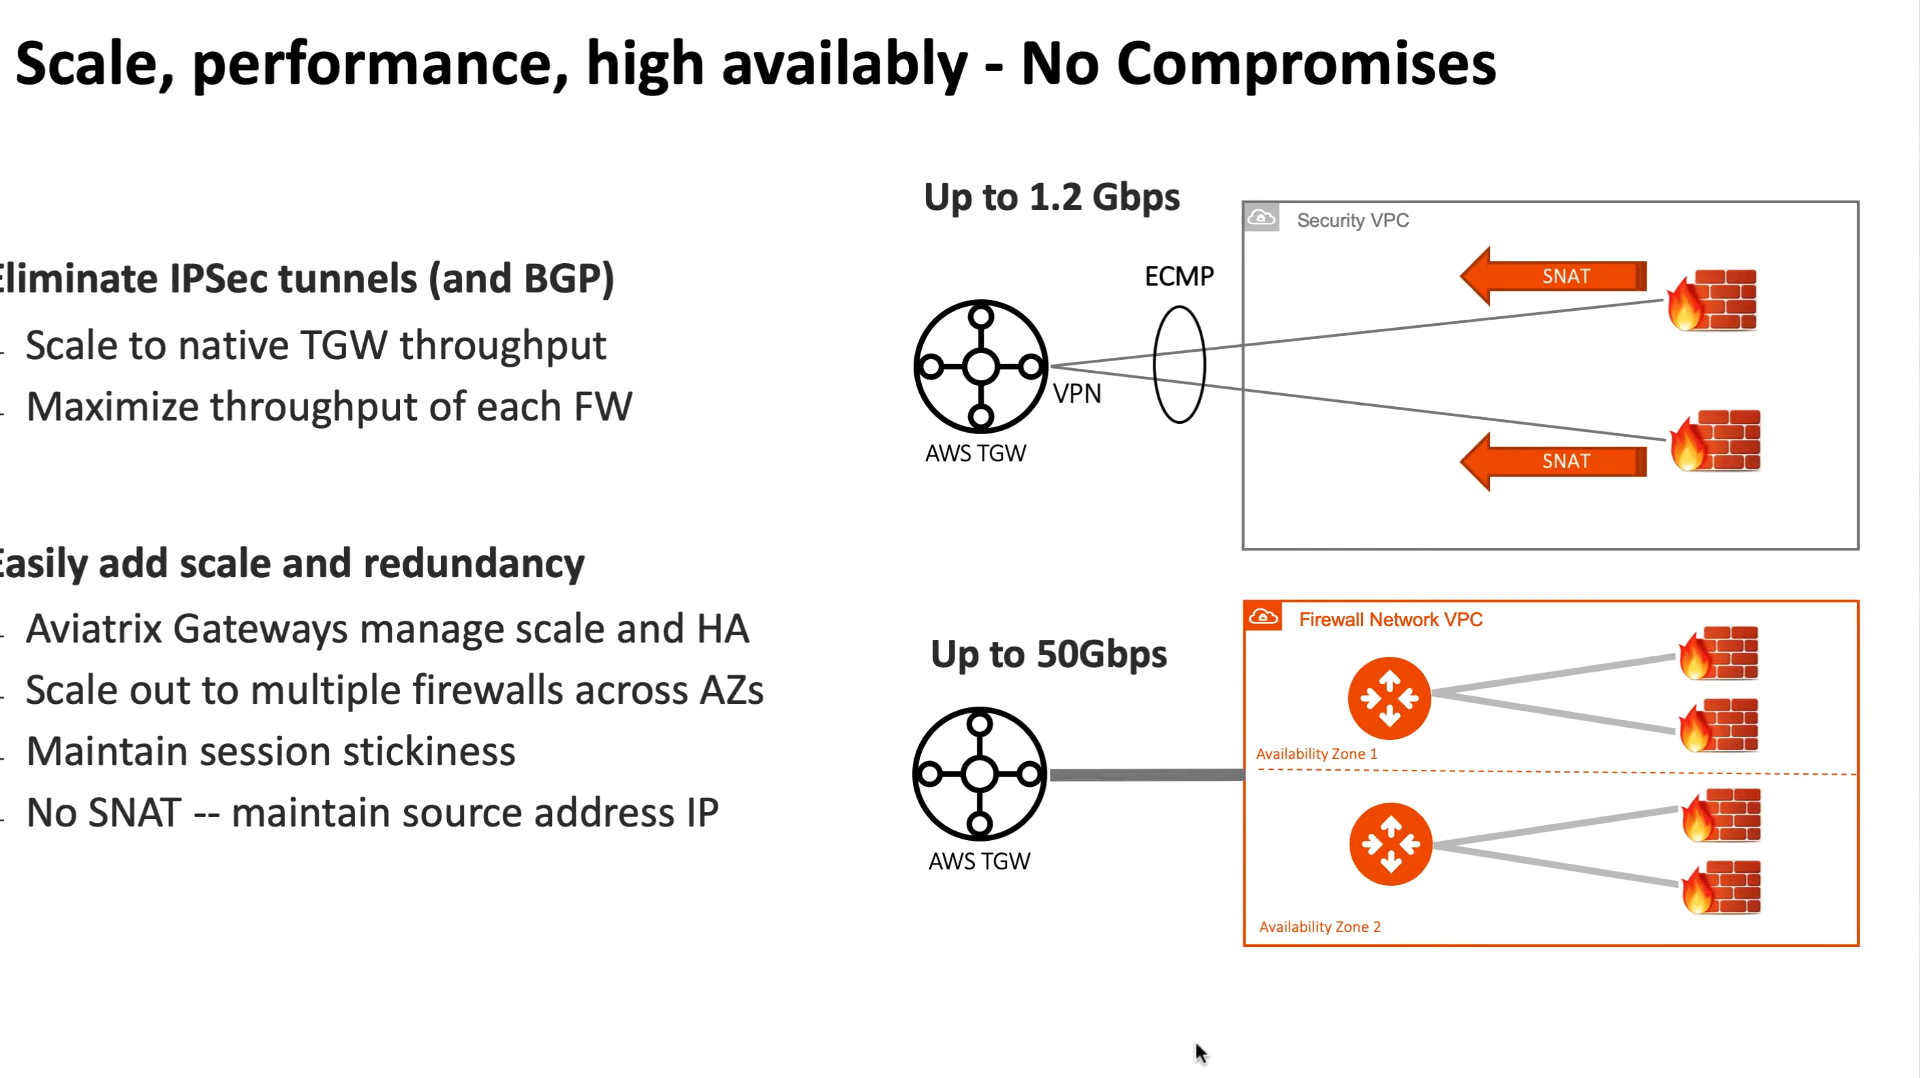 Scale, performance, high availably - No Compromises
Eliminate IPSec tunnels (and BGP)
- Scale to native TGW throughput
- Maximize throughput of each FW
Easily add scale and redundancy
- Aviatrix Gateways manage scale and HA
- Scale out to multiple firewalls across AZs
- Maintain session stickiness
- No SNAT -- maintain source address IP
Up to 1.2 Gbps
Security VPC
ECMP
SNAT
VPN
AWS TGW
SNAT
Up to 50Gbps
Firewall Network VPC
Availability Zone 1
AWS TGW
Availability Zone 2